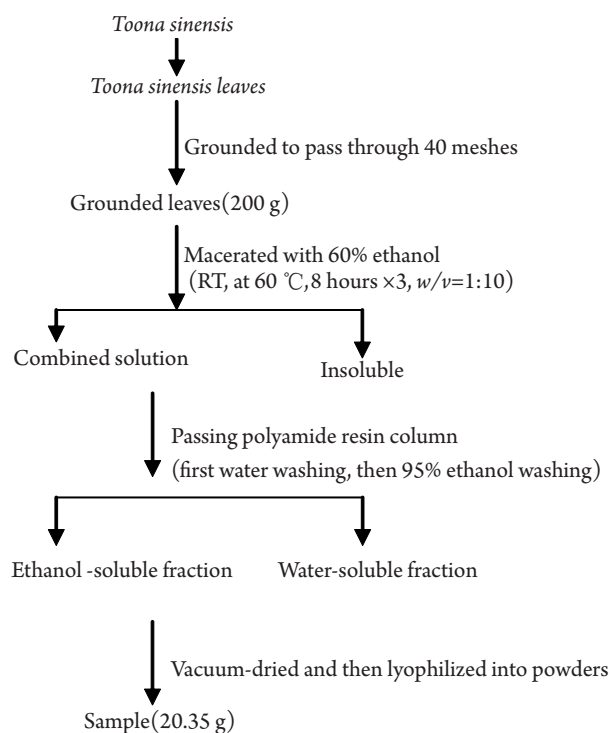 Toona sinensis
Toona sinensis leaves
Grounded to pass through 40 meshes
Grounded leaves(200 g)
Macerated with 60% ethanol
(RT, at 60 ℃,8 hours ×3, w/v=1:10)
Combined solution
Insoluble
Passing polyamide resin column
(first water washing, then 95% ethanol washing)
Ethanol -soluble fraction
Water-soluble fraction
Vacuum-dried and then lyophilized into powders
Sample(20.35 g)